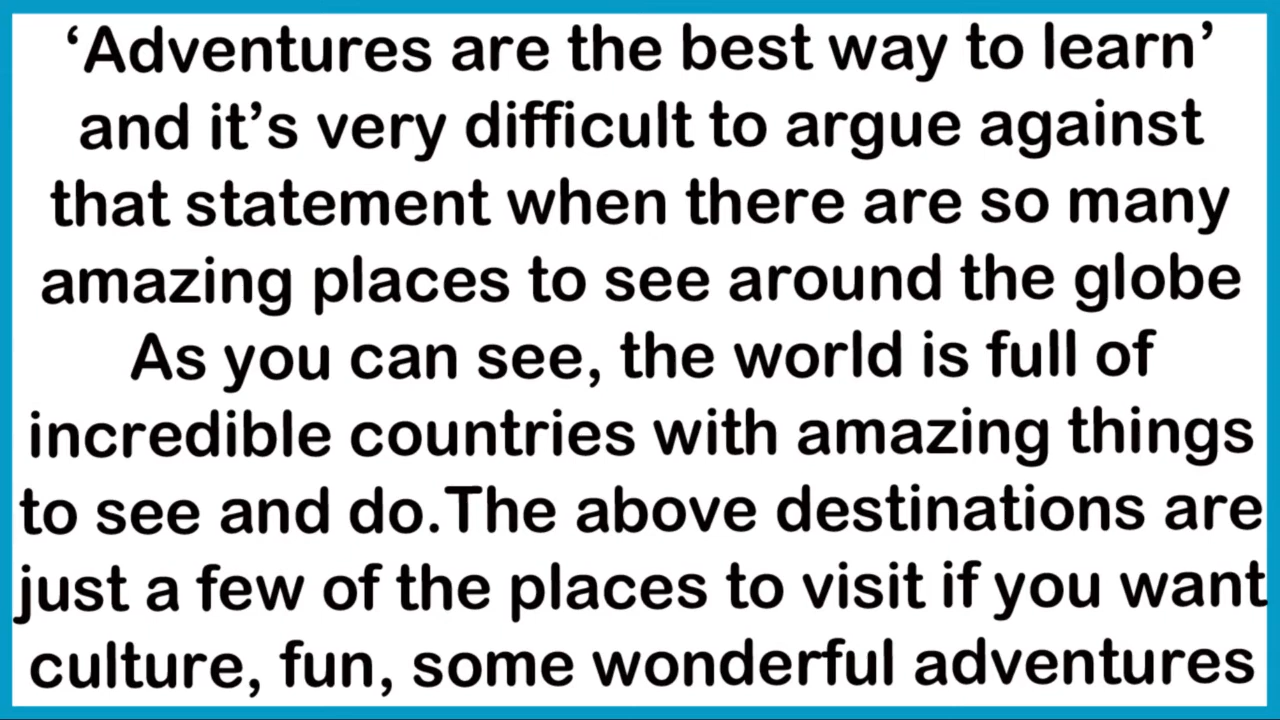 ‘Adventures are the best way to learn’
and it’s very difficult to argue against
that statement when there are so many
amazing places to see around the globe
As you can see, the world is full of
incredible countries with amazing things
to see and do.The above destinations are
just a few of the places to visit if you want
culture, fun, some wonderful adventures